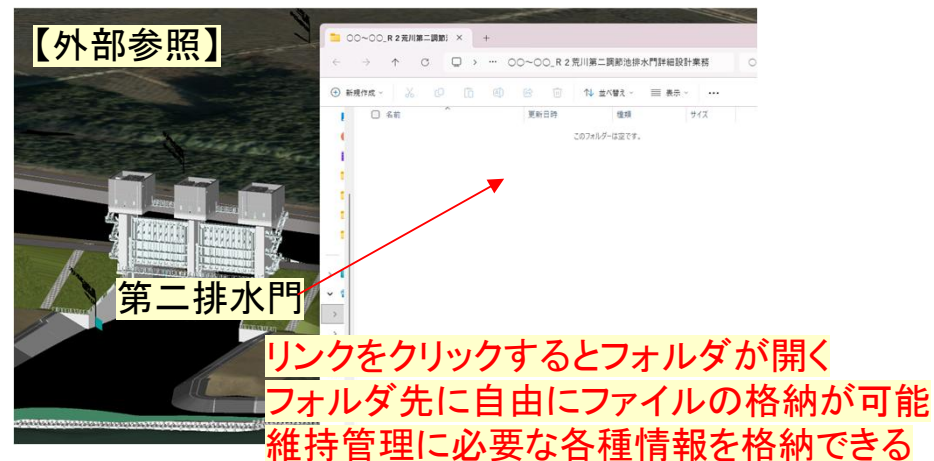 【外部参照】
○○~○○_R2荒川第二調節池
○○~○○_R2荒川第二調節池排水門詳細設計業務
新規作成
並べ替え
表示
名前
更新日時
種類
サイズ
このフォルダーは空です。
第二排水門
リンクをクリックするとフォルダが開く
フォルダ先に自由にファイルの格納が可能
維持管理に必要な各種情報を格納できる